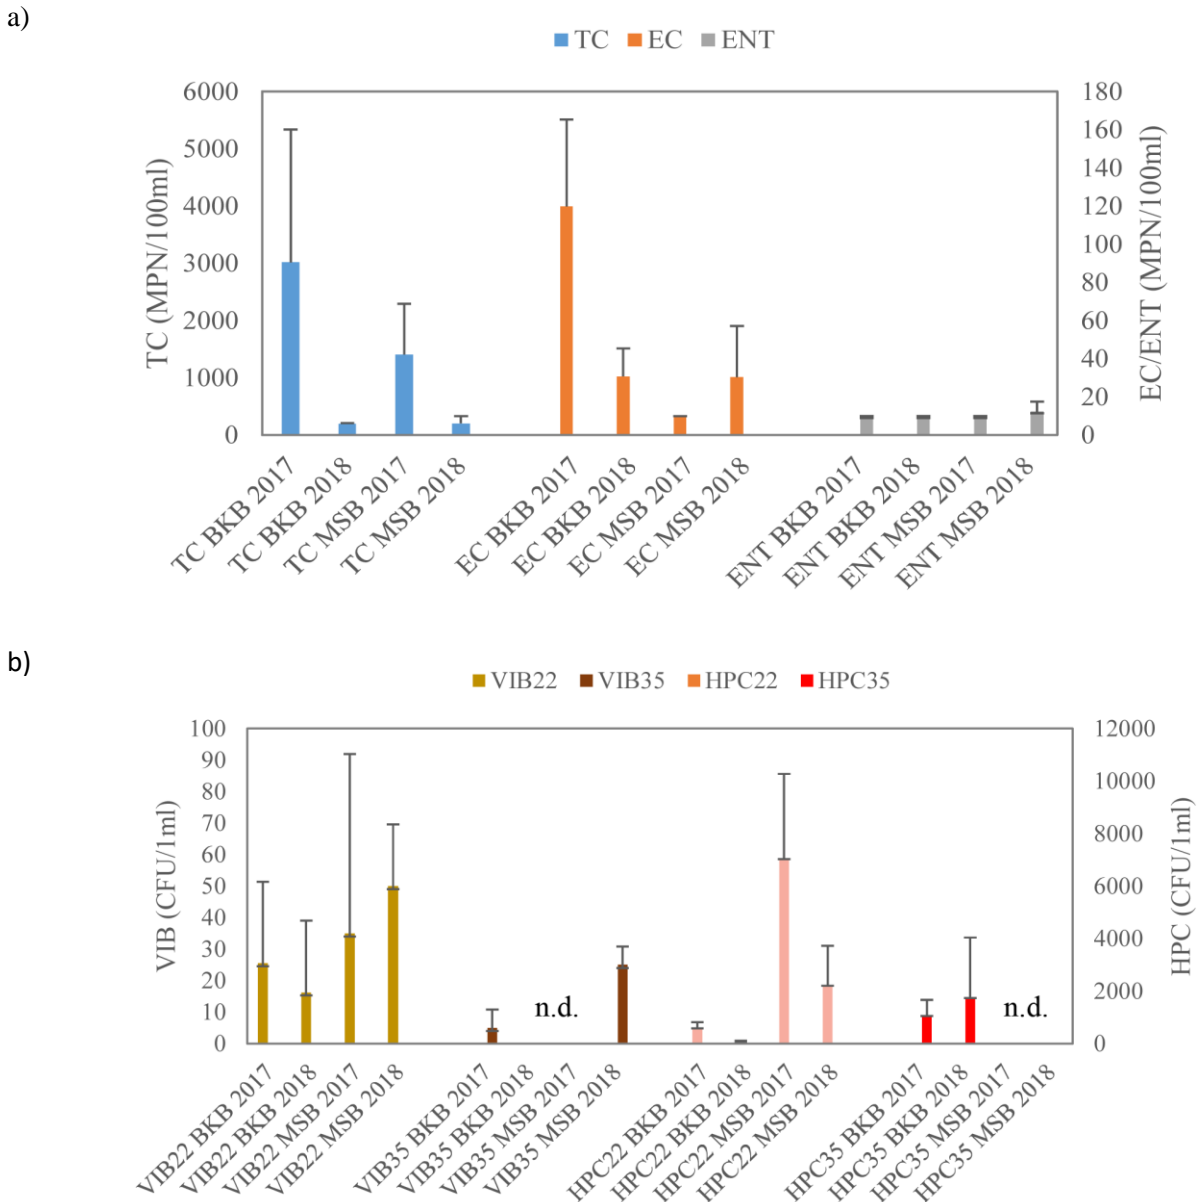 a)
TC EC ENT
6000 180
160
5000
140
4000 120
100
3000
80
2000 60
40
1000
20
0 0
TC (MPN/100ml)
EC/ENT (MPN/100ml)
TC BKB 2017
TC BKB 2018
TC MSB 2017
TC MSB 2018
EC BKB 2017
EC BKB 2018
EC MSB 2017
EC MSB 2018
ENT BKB 2017
ENT BKB 2018
ENT MSB 2017
ENT MSB 2018
b)
VIB22 VIB35 HPC22 HPC35
100 12000
90
80 10000
70 8000
60
50 6000
40
30 4000
20 2000
10
0 0
VIB (CFU/1ml)
HPC (CFU/1ml)
n.d. n.d.
VIB22 BKB 2017
VIB22 BKB 2018
VIB22 MSB 2017
VIB22 MSB 2018
VIB35 BKB 2017
VIB35 BKB 2018
VIB35 MSB 2017
VIB35 MSB 2018
HPC22 BKB 2017
HPC22 BKB 2018
HPC22 MSB 2017
HPC22 MSB 2018
HPC35 BKB 2017
HPC35 BKB 2018
HPC35 MSB 2017
HPC35 MSB 2018